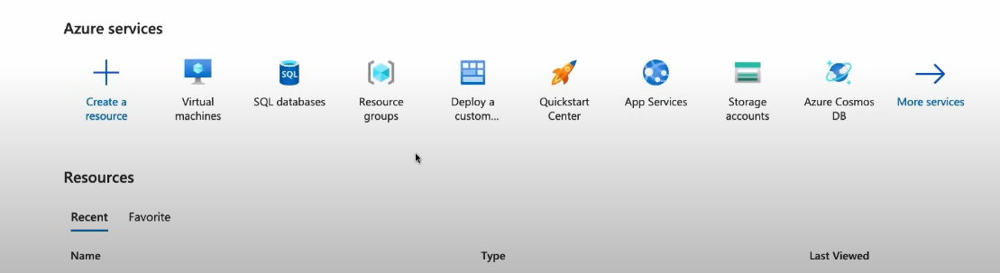 Azure services
Create a
resource
Virtual
machines
SQL
SQL databases
Resource
groups
Deploy a
custom...
Quickstart
Center
App Services
Storage
accounts
Azure Cosmos
DB
More services
Resources
Recent
Favorite
Name
Type
Last Viewed